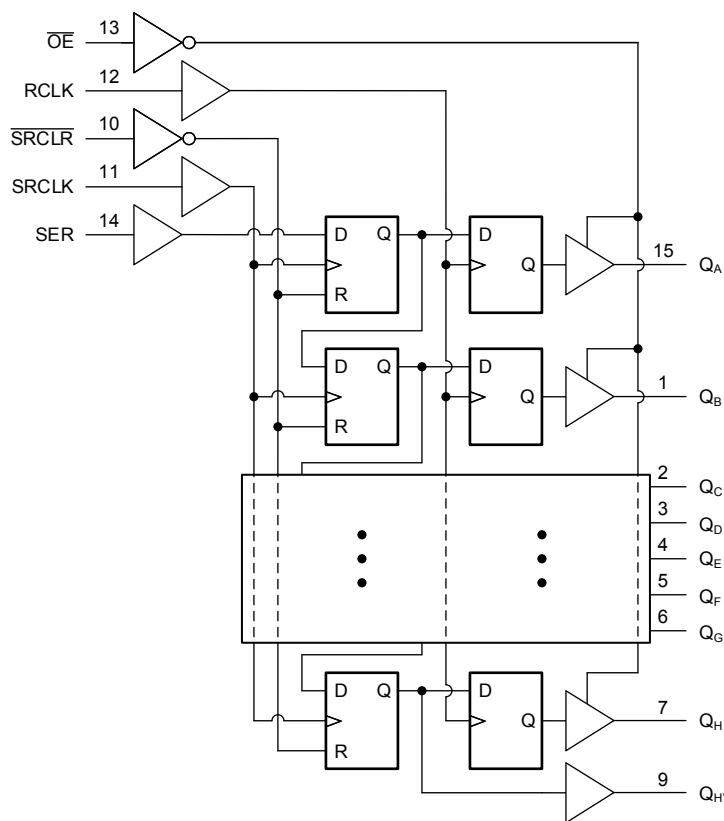 OE 13
RCLK 12
SRCLR 10
SRCLK 11
SER 14
D Q
R
D
Q
15 QA
D Q
R
D
Q
1 QB
2 QC
3 QD
4 QE
5 QF
6 QG
D Q
R
D
Q
7 QH
9 QH'